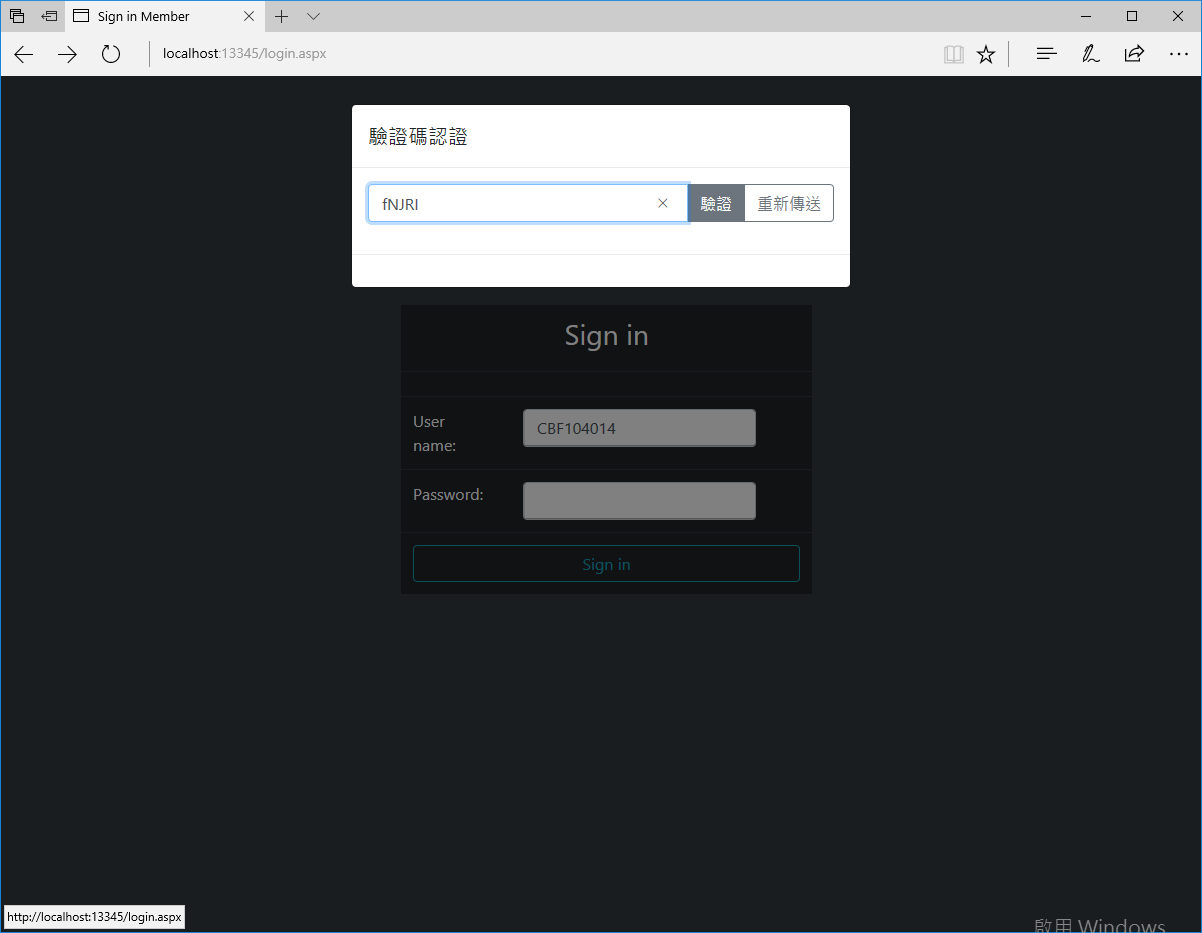 Sign in Member
localhost:13345/login.aspx
驗證碼認證
fNJRI
驗證
重新傳送
Sign in
User
name:
CBF104014
Password:
Sign in
http://localhost:13345/login.aspx
啟用 Windows